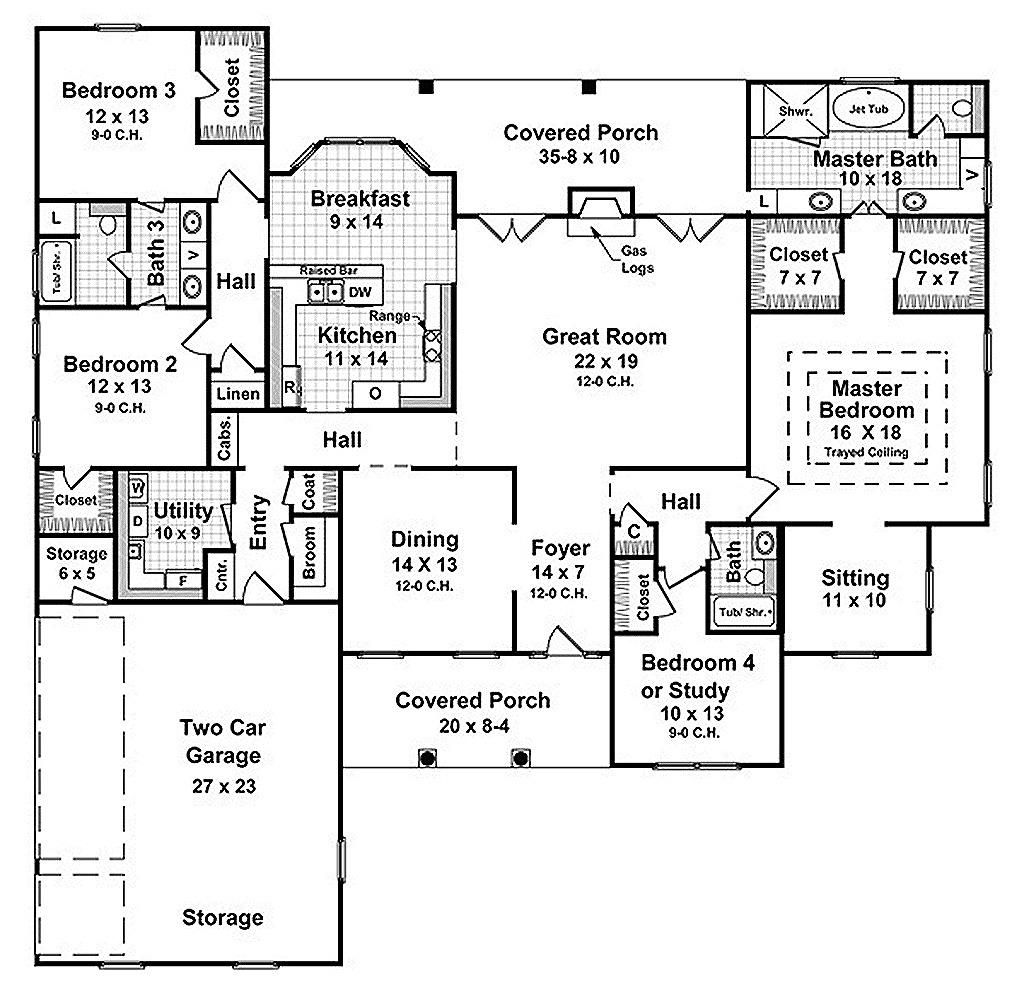 Bedroom 3
12 x 13
9-0 C.H.
Closet
Covered Porch
35-8 x 10
Shwr.
Jet Tub
Master Bath
10 x 18
V
L
Breakfast
9 x 14
L
Tub/ Shr.
Bath 3
V
Hall
Raised Bar
DW
Range
Kitchen
11 x 14
R.
O
Gas
Logs
Great Room
22 x 19
12-0 C.H.
Closet
7 x 7
Closet
7 x 7
Master
Bedroom
16 X 18
Trayed Ceiling
Bedroom 2
12 x 13
9-0 C.H.
Linen
Cabs.
Hall
Closet
Storage
6 x 5
W
D
Utility
10 x 9
F
Cntr.
Entry
Coat
Broom
Dining
14 X 13
12-0 C.H.
Foyer
14 x 7
12-0 C.H.
Hall
C
Closet
Bath
Tub/ Shr.
Sitting
11 x 10
Bedroom 4
or Study
10 x 13
9-0 C.H.
Covered Porch
20 x 8-4
Two Car
Garage
27 x 23
Storage